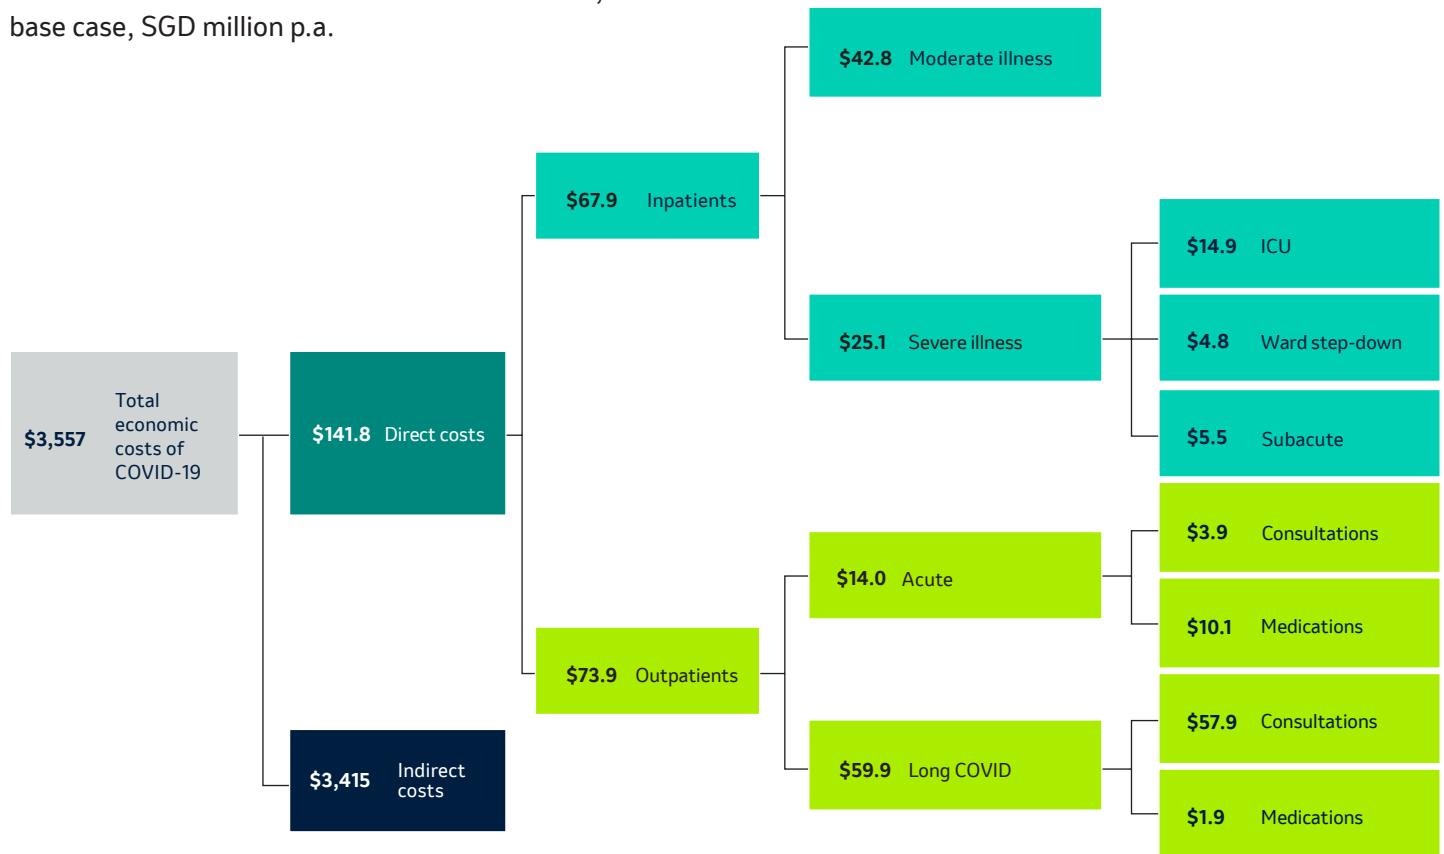 base case, SGD million p.a.
$42.8 Moderate illness
$67.9 Inpatients
$14.9 ICU
$25.1 Severe illness
$4.8 Ward step-down
$5.5 Subacute
$3,557
Total
economic
costs of
COVID-19
$141.8 Direct costs
$3.9 Consultations
$14.0 Acute
$10.1 Medications
$73.9 Outpatients
$57.9 Consultations
$59.9 Long COVID
$1.9 Medications
$3,415
Indirect
costs